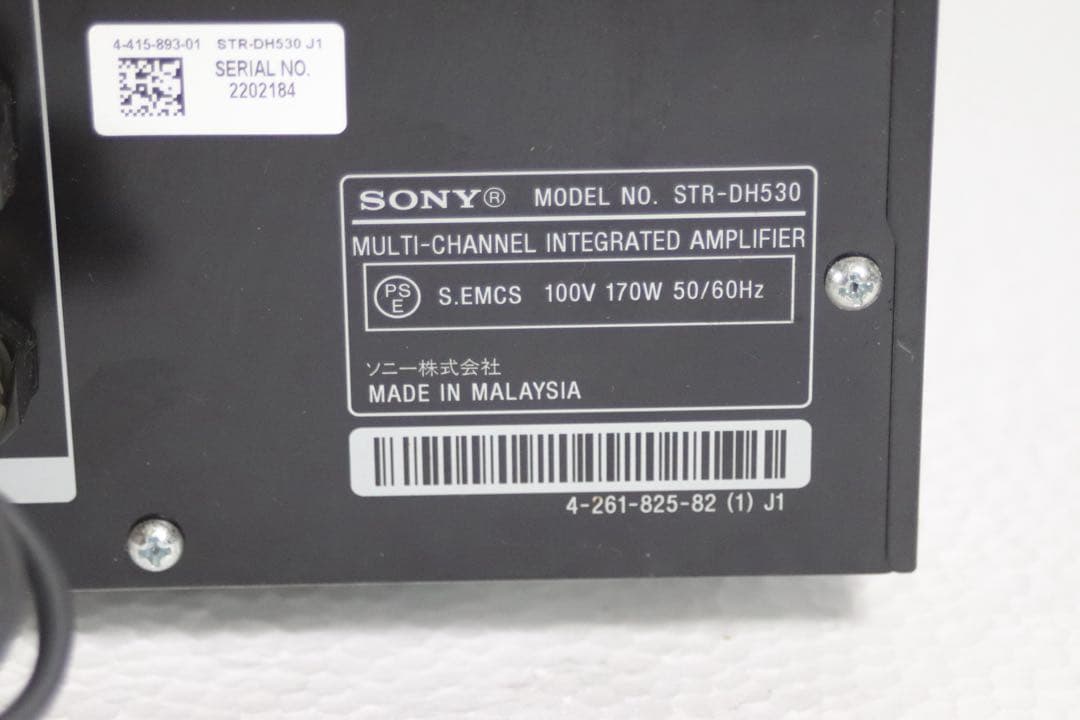 4-415-893-01 STR-DH530 J1
SERIAL NO.
2202184
SONY® MODEL NO. STR-DH530
MULTI-CHANNEL INTEGRATED AMPLIFIER
PSE S.EMCS 100V 170W 50/60Hz
ソニー株式会社
MADE IN MALAYSIA
4-261-825-82 (1) J1